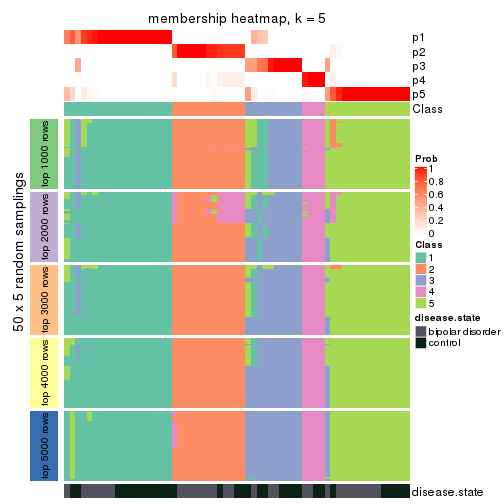 membership heatmap, k = 5
p1
p2
p3
p4
p5
Class
50 x 5 random samplings
top 1000 rows
top 2000 rows
top 3000 rows
top 4000 rows
top 5000 rows
Prob
1
0.8
0.6
0.4
0.2
0
Class
1
2
3
4
5
disease.state
bipolar disorder
control
disease.state